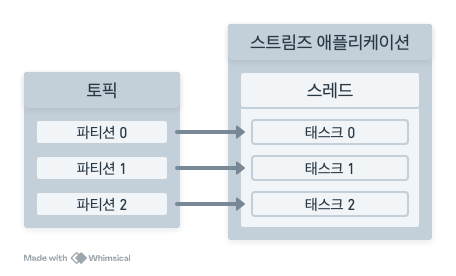 스트림즈 애플리케이션
토픽
스레드
파티션 0
태스크 0
파티션 1
태스크 1
파티션 2
태스크 2
Made with Whimsical